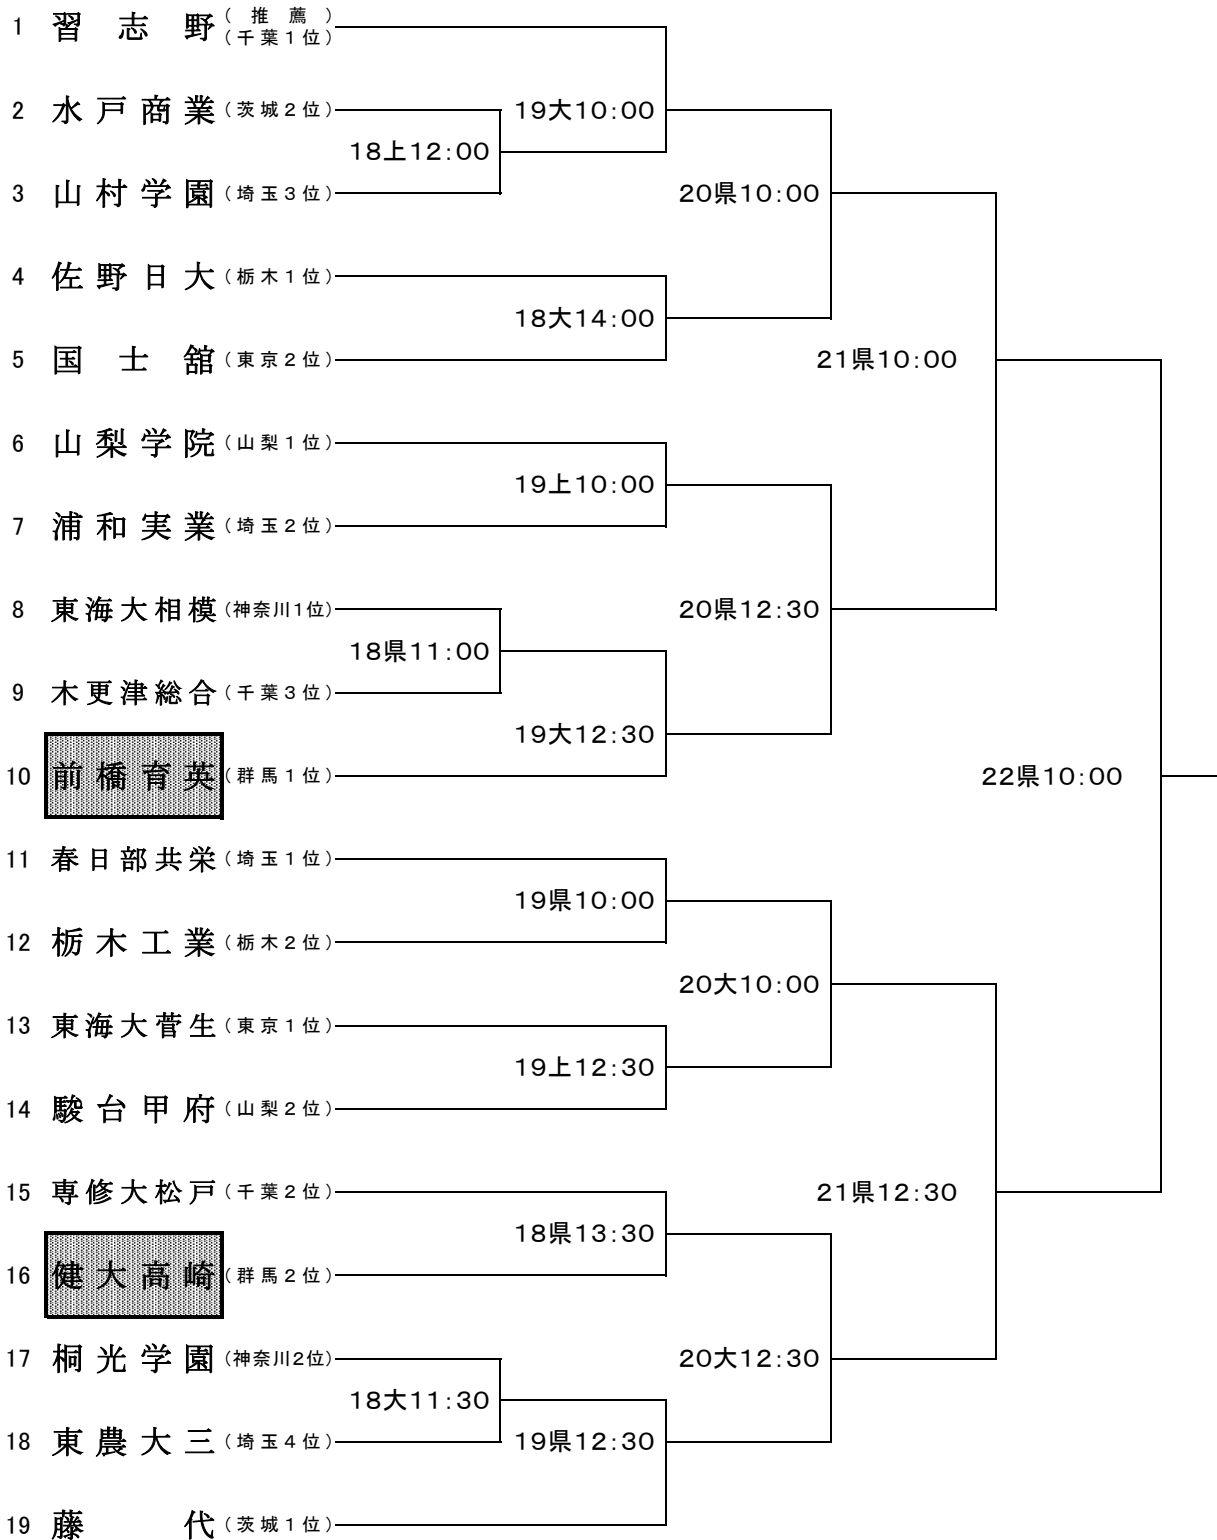 1 習志野 (推薦)
(千葉1位)
2 水戸商業 (茨城2位)
19大10:00
18上12:00
3 山村学園 (埼玉3位)
20県10:00
4 佐野日大 (栃木1位)
18大14:00
5 国士舘 (東京2位)
21県10:00
6 山梨学院 (山梨1位)
19上10:00
7 浦和実業 (埼玉2位)
8 東海大相模 (神奈川1位)
20県12:30
18県11:00
9 木更津総合 (千葉3位)
19大12:30
10 前橋育英 (群馬1位)
22県10:00
11 春日部共栄 (埼玉1位)
19県10:00
12 栃木工業 (栃木2位)
20大10:00
13 東海大菅生 (東京1位)
19上12:30
14 駿台甲府 (山梨2位)
15 専修大松戸 (千葉2位)
21県12:30
18県13:30
16 健大高崎 (群馬2位)
17 桐光学園 (神奈川2位)
20大12:30
18大11:30
18 東農大三 (埼玉4位)
19県12:30
19 藤代 (茨城1位)